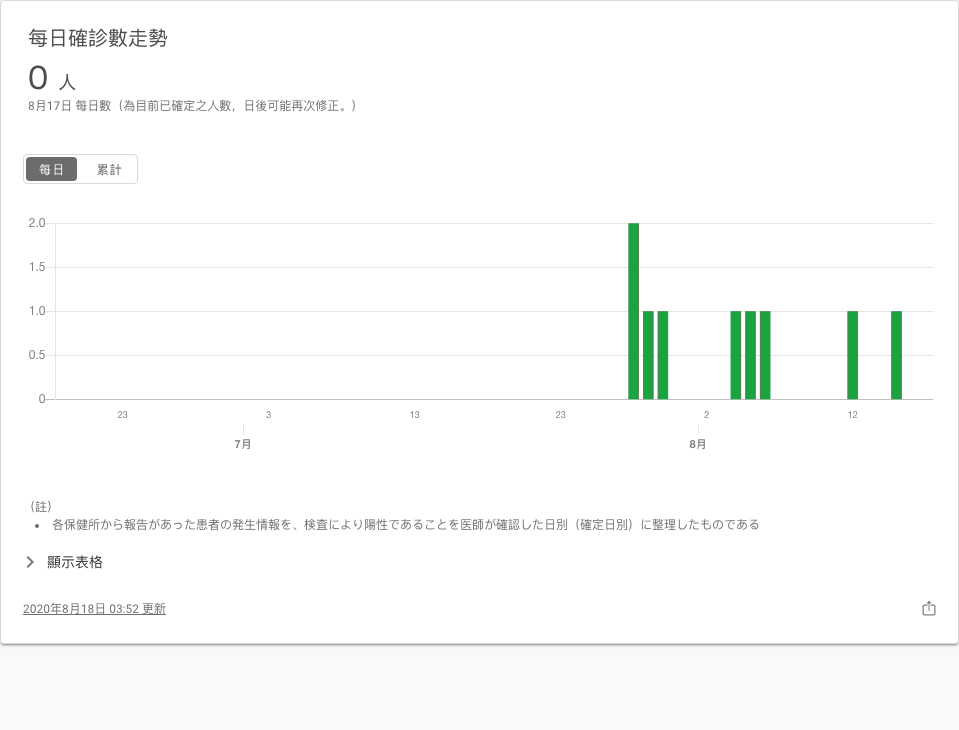 每日確診數走勢
0 人
8月17日 每日數（為目前已確定之人數，日後可能再次修正。）
每日 累計
2.0
1.5
1.0
0.5
0
23 3 13 23 2 12
7月 8月
（註）
• 各保健所から報告があった患者の発生情報を、検査により陽性であることを医師が確認した日別（確定日別）に整理したものである
顯示表格
2020年8月18日 03:52 更新